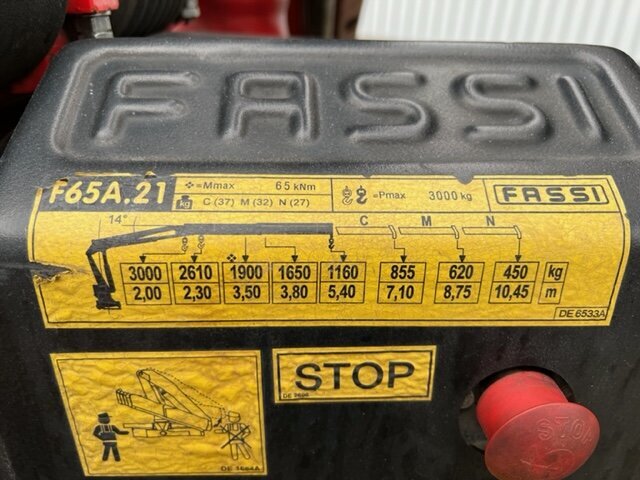 FASSI
F65A.21 ✥=Mmax 65 kNm =Pmax 3000 kg FASSI
kg C (37) M (32) N (27)
14° C M N
3000 2610 1900 1650 1160 855 620 450 kg
2,00 2,30 3,50 3,80 5,40 7,10 8,75 10,45 m
DE 6533A
STOP
STOP